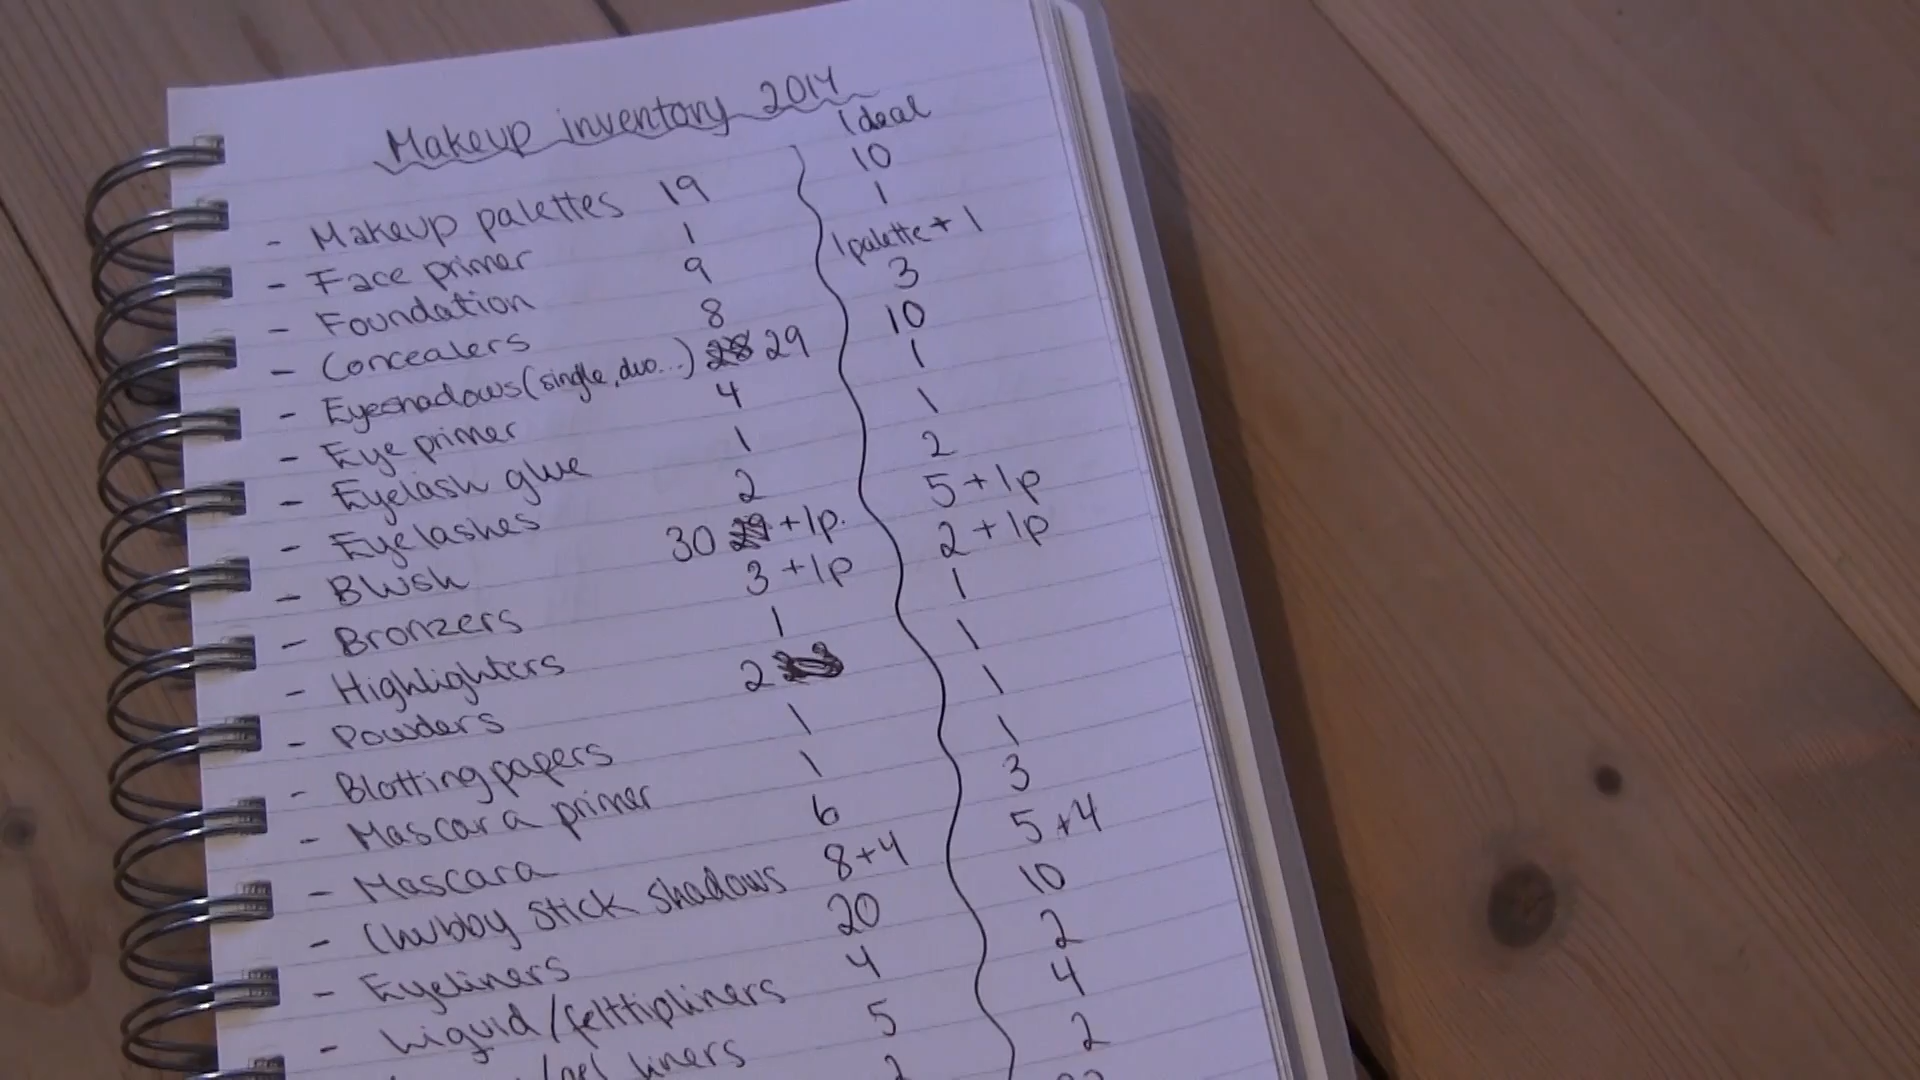 Makeup inventory 2014
Ideal
- Makeup palettes 19 10
- Face primer 1 1
- Foundation 9 1 palette + 1
- Concealers 8 3
- Eyeshadows (single, duo...) 28 29 10
- Eye primer 4 1
- Eyelash glue 1 1
- Eyelashes 2 2
- Blush 30 29 +1p. 5 +1p
- Bronzers 3 +1p 2 +1p
- Highlighters 1 1
- Powders 2 1
- Blotting papers 1 1
- Mascara primer 1 1
- Mascara 6 3
- Chubby stick shadows 8+4 5+4
- Eyeliners 20 10
- Liquid/felttipliners 4 2
/gel liners 5 4
2 2